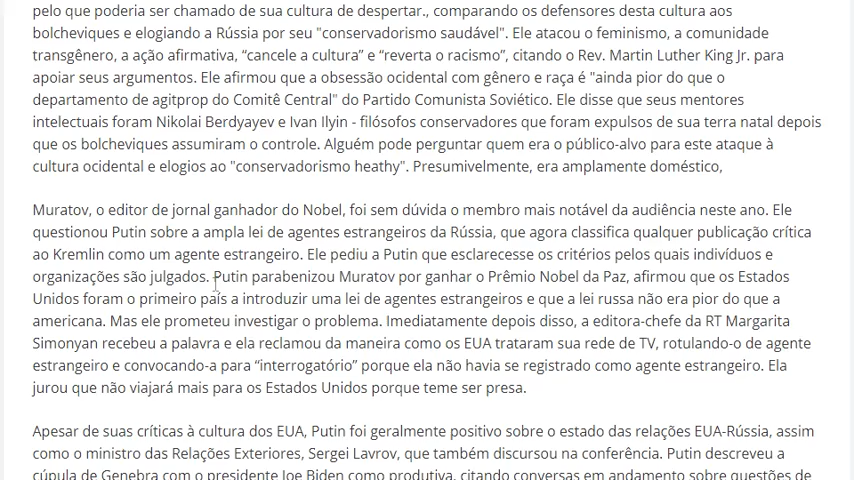 pelo que poderia ser chamado de sua cultura de despertar., comparando os defensores desta cultura aos
bolcheviques e elogiando a Rússia por seu "conservadorismo saudável". Ele atacou o feminismo, a comunidade
transgênero, a ação afirmativa, “cancele a cultura” e “reverta o racismo”, citando o Rev. Martin Luther King Jr. para
apoiar seus argumentos. Ele afirmou que a obsessão ocidental com gênero e raça é "ainda pior do que o
departamento de agitprop do Comitê Central" do Partido Comunista Soviético. Ele disse que seus mentores
intelectuais foram Nikolai Berdyayev e Ivan Ilyin - filósofos conservadores que foram expulsos de sua terra natal depois
que os bolcheviques assumiram o controle. Alguém pode perguntar quem era o público-alvo para este ataque à
cultura ocidental e elogios ao "conservadorismo heathy". Presumivelmente, era amplamente doméstico,
Muratov, o editor de jornal ganhador do Nobel, foi sem dúvida o membro mais notável da audiência neste ano. Ele
questionou Putin sobre a ampla lei de agentes estrangeiros da Rússia, que agora classifica qualquer publicação crítica
ao Kremlin como um agente estrangeiro. Ele pediu a Putin que esclarecesse os critérios pelos quais indivíduos e
organizações são julgados. Putin parabenizou Muratov por ganhar o Prêmio Nobel da Paz, afirmou que os Estados
Unidos foram o primeiro país a introduzir uma lei de agentes estrangeiros e que a lei russa não era pior do que a
americana. Mas ele prometeu investigar o problema. Imediatamente depois disso, a editora-chefe da RT Margarita
Simonyan recebeu a palavra e ela reclamou da maneira como os EUA trataram sua rede de TV, rotulando-o de agente
estrangeiro e convocando-a para “interrogatório” porque ela não havia se registrado como agente estrangeiro. Ela
jurou que não viajará mais para os Estados Unidos porque teme ser presa.
Apesar de suas críticas à cultura dos EUA, Putin foi geralmente positivo sobre o estado das relações EUA-Rússia, assim
como o ministro das Relações Exteriores, Sergei Lavrov, que também discursou na conferência. Putin descreveu a
cúpula de Genebra com o presidente Joe Biden como produtiva, citando conversas em andamento sobre questões de